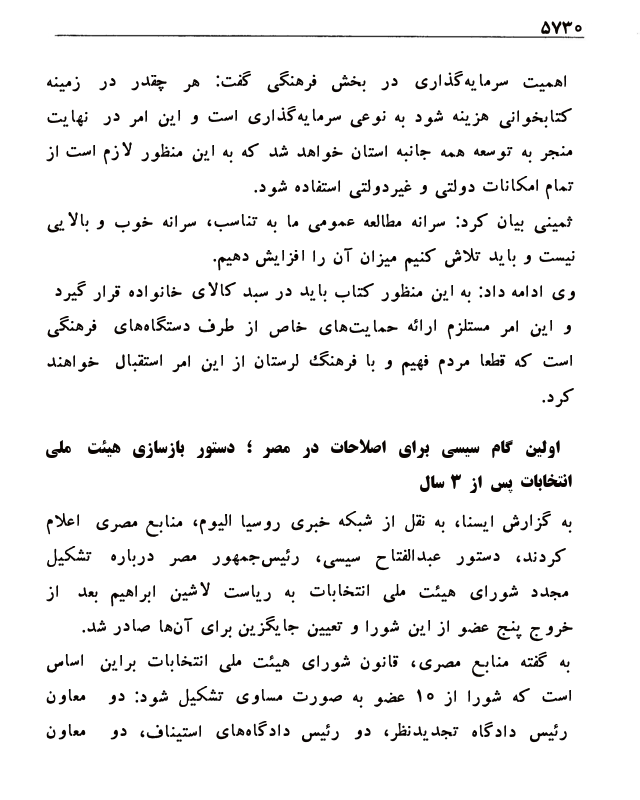 ۵۷۳۰
اهمیت سرمایه‌گذاری در بخش فرهنگی گفت: هر چقدر در زمینه
کتابخوانی هزینه شود به نوعی سرمایه‌گذاری است و این امر در نهایت
منجر به توسعه همه جانبه استان خواهد شد که به این منظور لازم است از
تمام امکانات دولتی و غیردولتی استفاده شود.
ثمینی بیان کرد: سرانه مطالعه عمومی ما به تناسب، سرانه خوب و بالایی
نیست و باید تلاش کنیم میزان آن را افزایش دهیم.
وی ادامه داد: به این منظور کتاب باید در سبد کالای خانواده قرار گیرد
و این امر مستلزم ارائه حمایت‌های خاص از طرف دستگاه‌های فرهنگی
است که قطعا مردم فهیم و با فرهنگ لرستان از این امر استقبال خواهند
کرد.
اولین گام سیسی برای اصلاحات در مصر ؛ دستور بازسازی هیئت ملی
انتخابات پس از ۳ سال
به گزارش ایسنا، به نقل از شبکه خبری روسیا الیوم، منابع مصری اعلام
کردند، دستور عبدالفتاح سیسی، رئیس‌جمهور مصر درباره تشکیل
مجدد شورای هیئت ملی انتخابات به ریاست لاشین ابراهیم بعد از
خروج پنج عضو از این شورا و تعیین جایگزین برای آن‌ها صادر شد.
به گفته منابع مصری، قانون شورای هیئت ملی انتخابات براین اساس
است که شورا از ۱۰ عضو به صورت مساوی تشکیل شود: دو معاون
رئیس دادگاه تجدیدنظر، دو رئیس دادگاه‌های استیناف، دو معاون